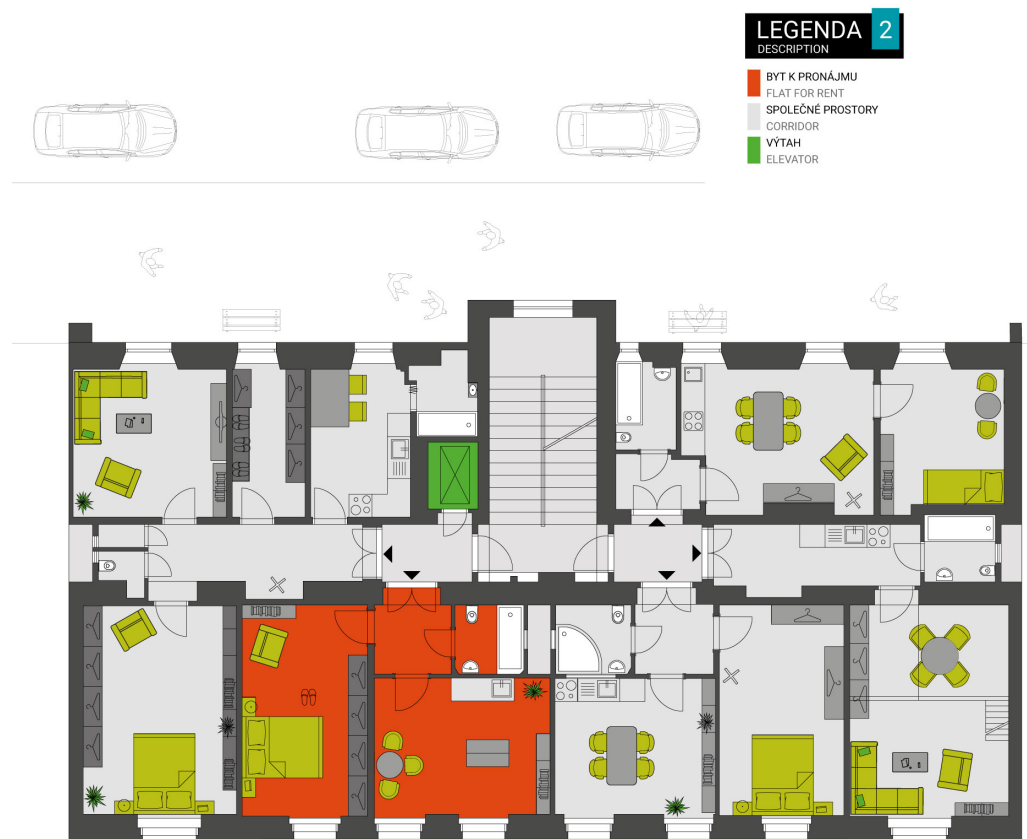 LEGENDA 2
DESCRIPTION
BYT K PRONÁJMU
FLAT FOR RENT
SPOLEČNÉ PROSTORY
CORRIDOR
VÝTAH
ELEVATOR